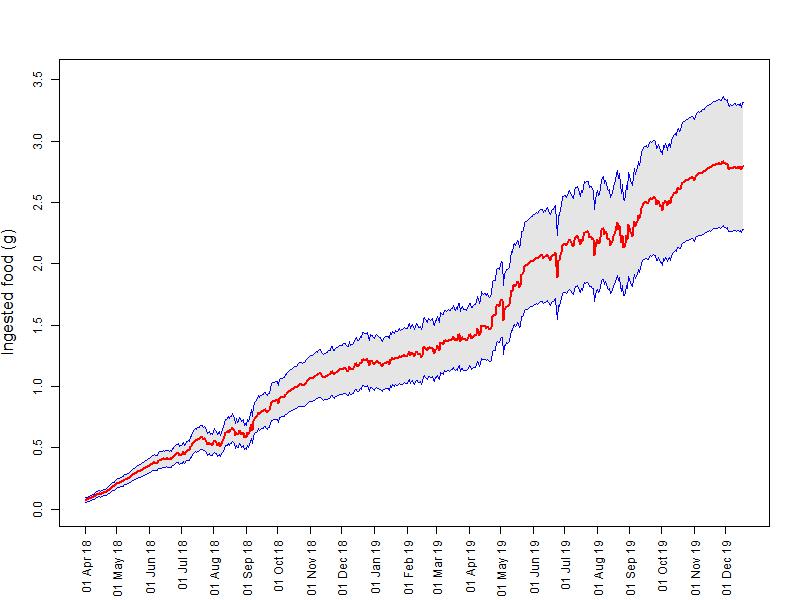 Ingested food (g)
3.5
3.0
2.5
2.0
1.5
1.0
0.5
0.0
01 Apr 18
01 May 18
01 Jun 18
01 Jul 18
01 Aug 18
01 Sep 18
01 Oct 18
01 Nov 18
01 Dec 18
01 Jan 19
01 Feb 19
01 Mar 19
01 Apr 19
01 May 19
01 Jun 19
01 Jul 19
01 Aug 19
01 Sep 19
01 Oct 19
01 Nov 19
01 Dec 19